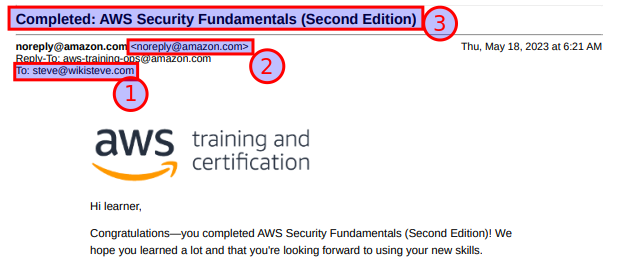 Completed: AWS Security Fundamentals (Second Edition)
3
noreply@amazon.com <noreply@amazon.com>
Thu, May 18, 2023 at 6:21 AM
Reply-To: aws-training-ops@amazon.com
2
To: steve@wikisteve.com
1
aws training and
certification
Hi learner,
Congratulations—you completed AWS Security Fundamentals (Second Edition)! We
hope you learned a lot and that you're looking forward to using your new skills.